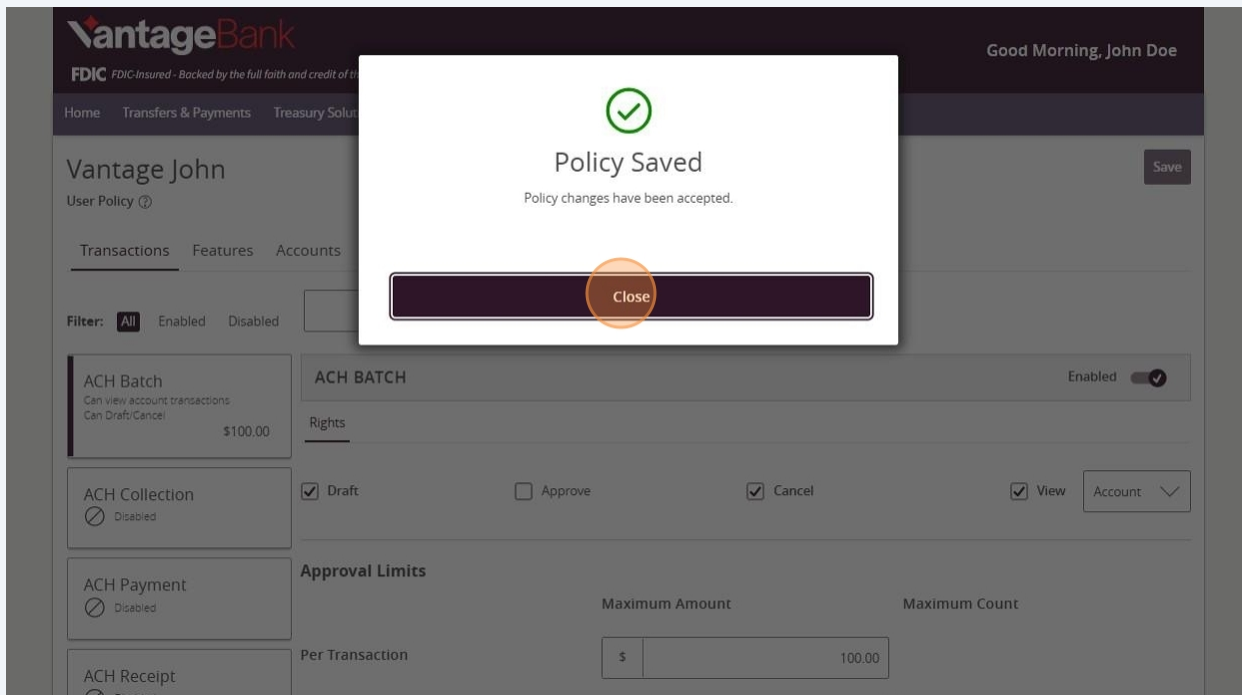 VantageBank
FDIC FDIC-Insured - Backed by the full faith and credit of th
Good Morning, John Doe
Home Transfers & Payments Treasury Solut
Policy Saved
Policy changes have been accepted.
Close
Vantage John
Save
User Policy
Transactions Features Accounts
Filter: All Enabled Disabled
ACH Batch
Can view account transactions
Can Draft/Cancel
$100.00
ACH BATCH
Enabled
Rights
Draft Approve Cancel View Account
ACH Collection
Disabled
ACH Payment
Disabled
ACH Receipt
Approval Limits
Maximum Amount Maximum Count
Per Transaction $ 100.00